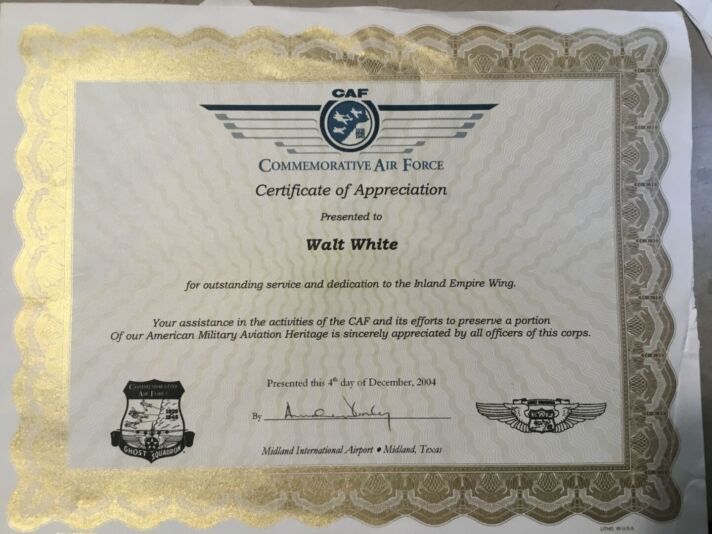 CAF
COMMEMORATIVE AIR FORCE
Certificate of Appreciation
Presented to
Walt White
for outstanding service and dedication to the Inland Empire Wing.
Your assistance in the activities of the CAF and its efforts to preserve a portion
Of our American Military Aviation Heritage is sincerely appreciated by all officers of this corps.
Presented this 4th day of December, 2004
By
Midland International Airport • Midland, Texas
COMMEMORATIVE
AIR FORCE
GHOST SQUADRON
LITHO. IN U.S.A.